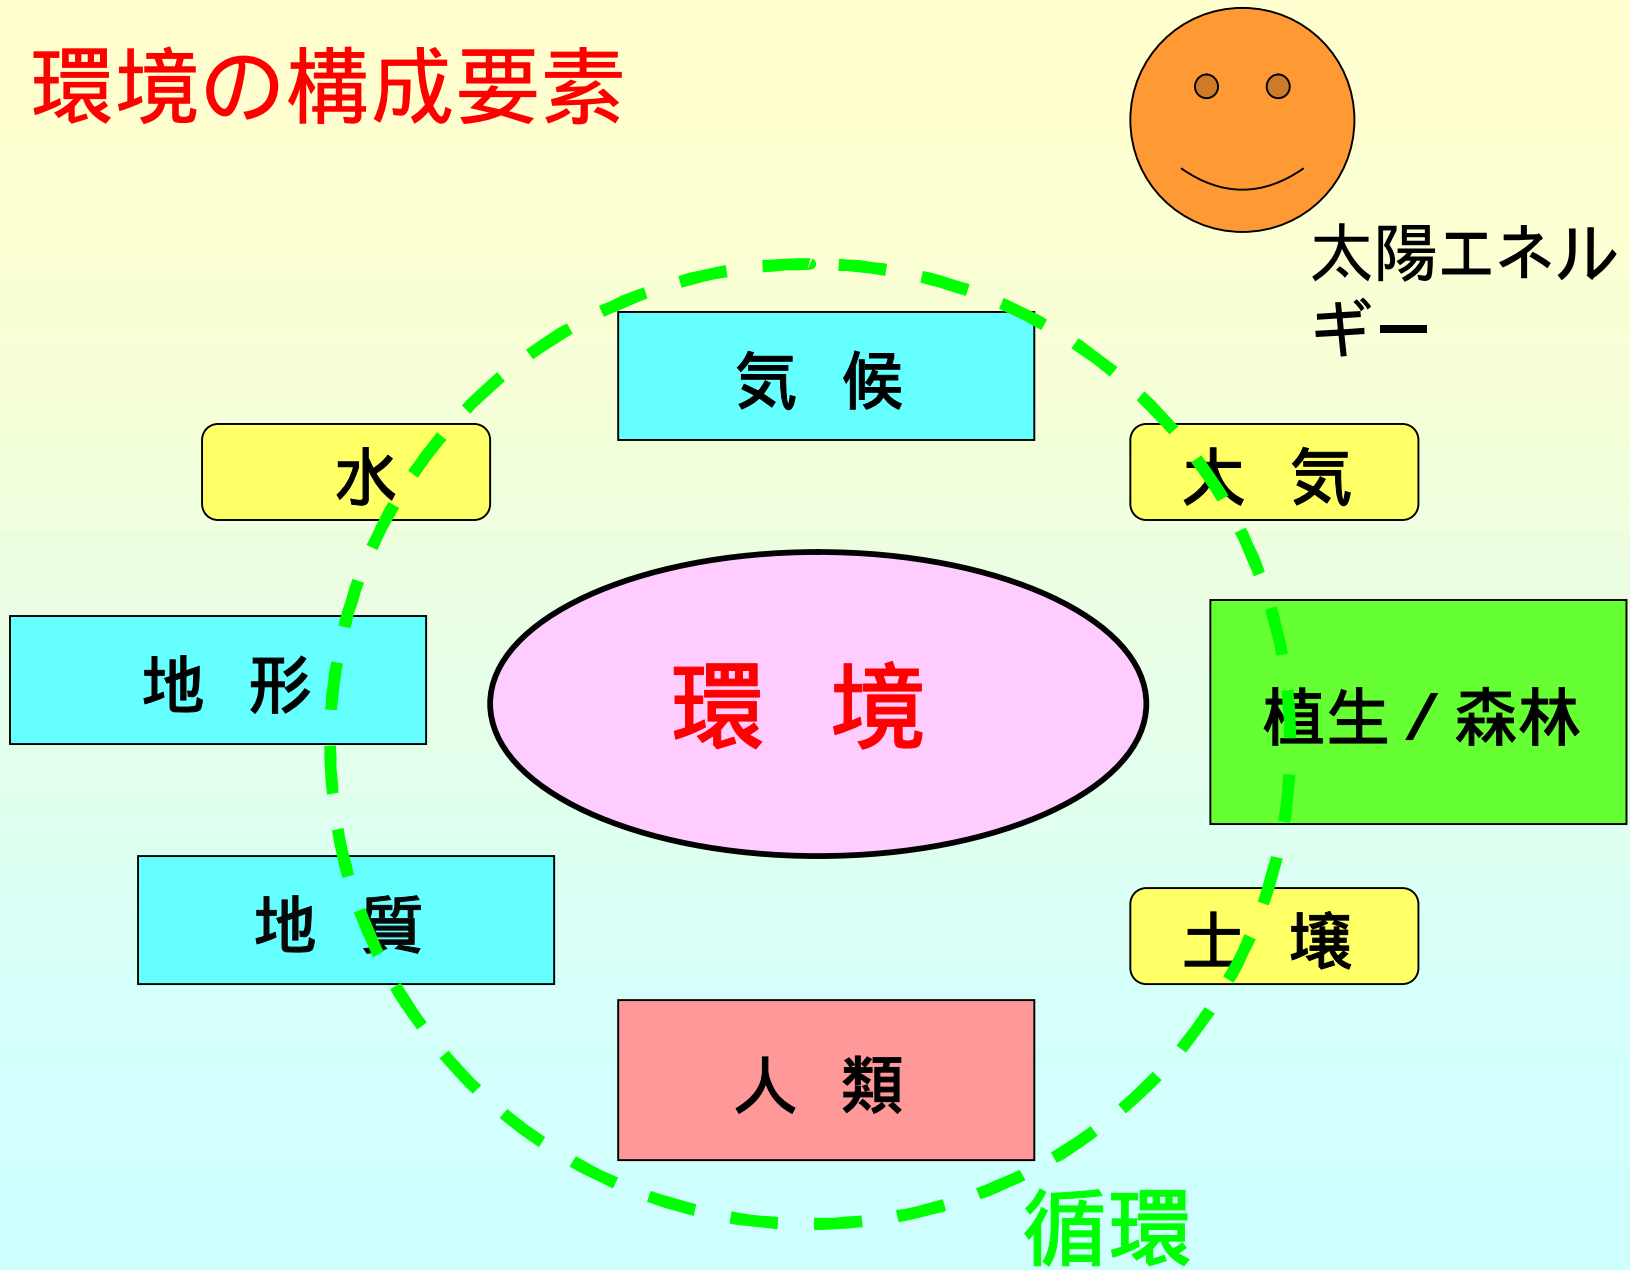 環境の構成要素
太陽エネル
ギー
気 候
水
大 気
地 形
環 境
植生 / 森林
地 質
土 壌
人 類
循環